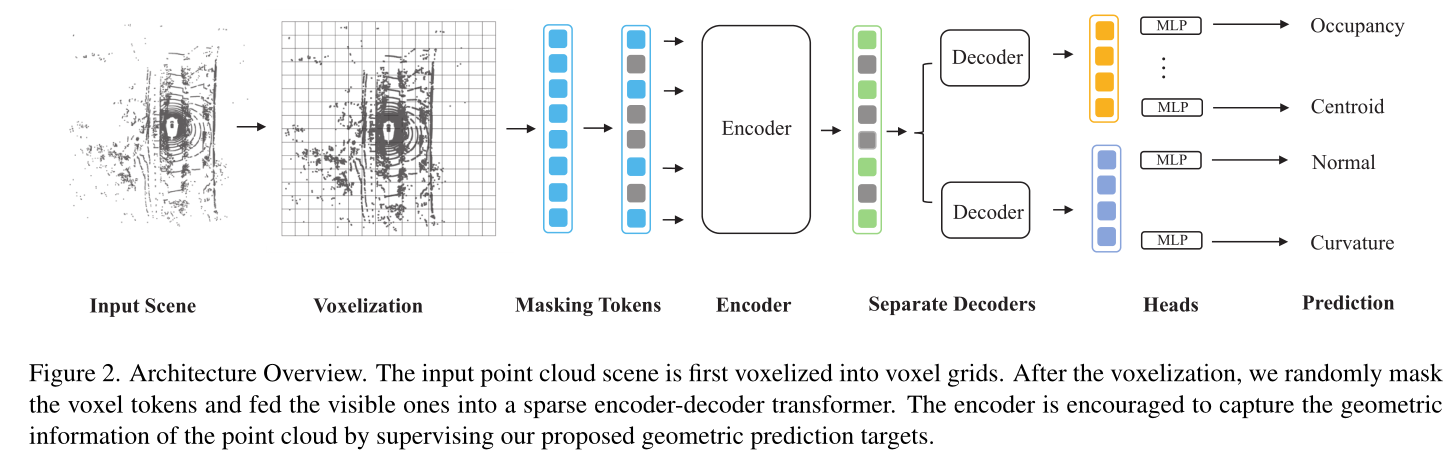 MLP
Occupancy
Decoder
MLP
Centroid
Encoder
MLP
Normal
Decoder
MLP
Curvature
Input Scene
Voxelization
Masking Tokens
Encoder
Separate Decoders
Heads
Prediction
Figure 2. Architecture Overview. The input point cloud scene is first voxelized into voxel grids. After the voxelization, we randomly mask
the voxel tokens and fed the visible ones into a sparse encoder-decoder transformer. The encoder is encouraged to capture the geometric
information of the point cloud by supervising our proposed geometric prediction targets.